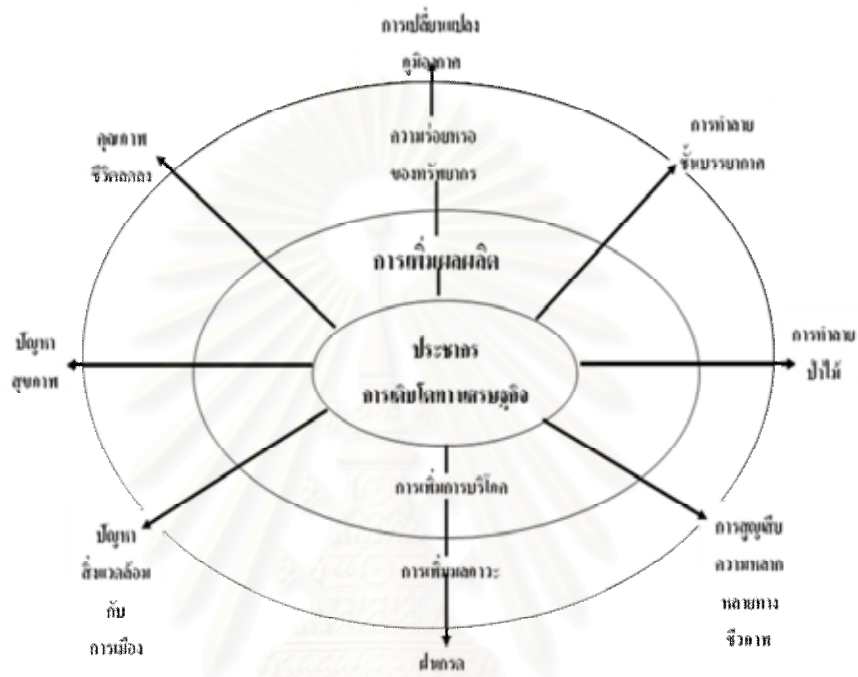 การเปลี่ยนแปลง
ภูมิอากาศ
คุณภาพ
ชีวิตลดลง
ความร่อยหรอ
ของทรัพยากร
การทำลาย
ชั้นบรรยากาศ
การเพิ่มผลผลิต
ปัญหา
สุขภาพ
ประชากร
การเติบโตทางเศรษฐกิจ
การทำลาย
ป่าไม้
การเพิ่มการบริโภค
ปัญหา
สิ่งแวดล้อม
กับ
การเมือง
การเพิ่มมลภาวะ
การสูญเสีย
ความหลาก
หลายทาง
ชีวภาพ
ฝนกรด